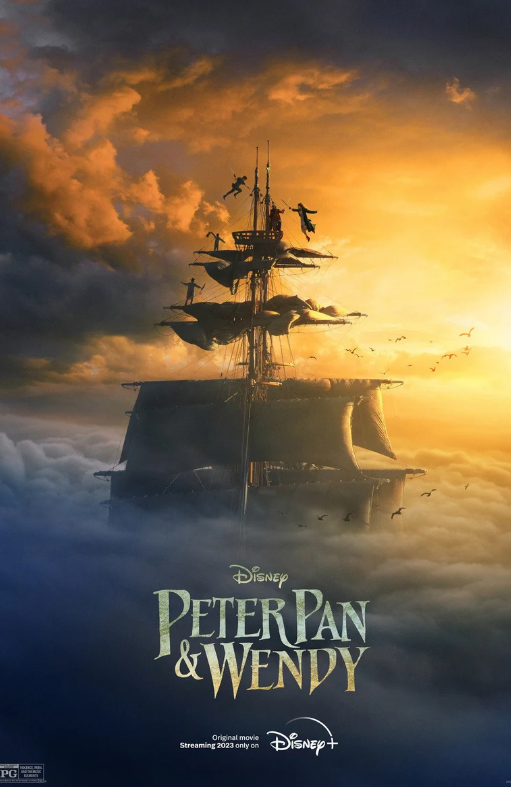 Disney
PETER PAN
& WENDY
Original movie
Streaming 2023 only on
Disney+
PG